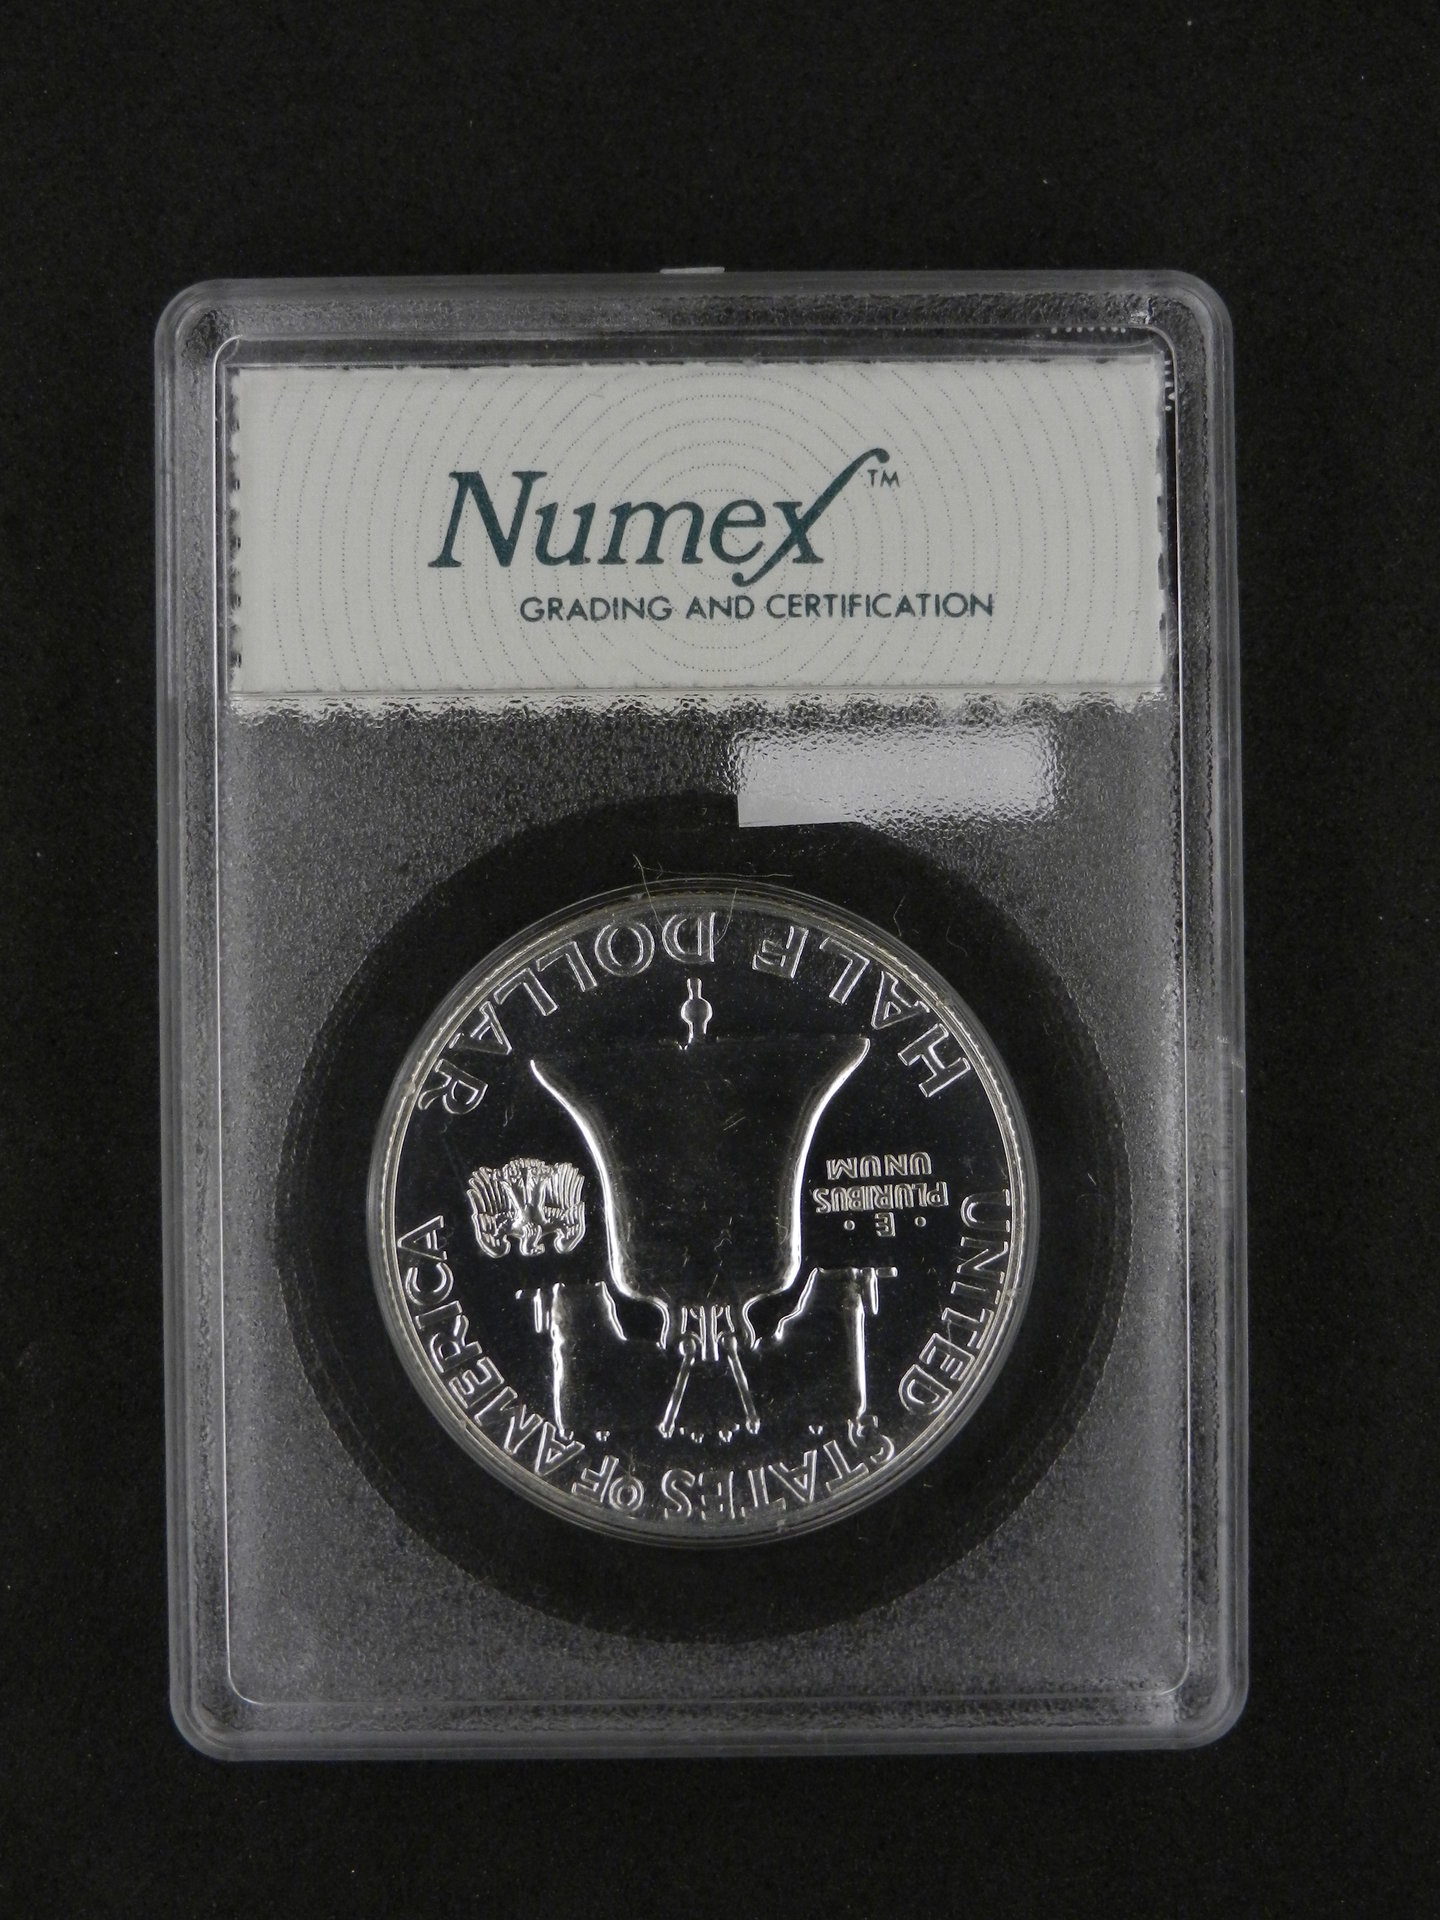 Numex™
GRADING AND CERTIFICATION
UNITED STATES OF AMERICA
E
PLURIBUS
UNUM
HALF DOLLAR